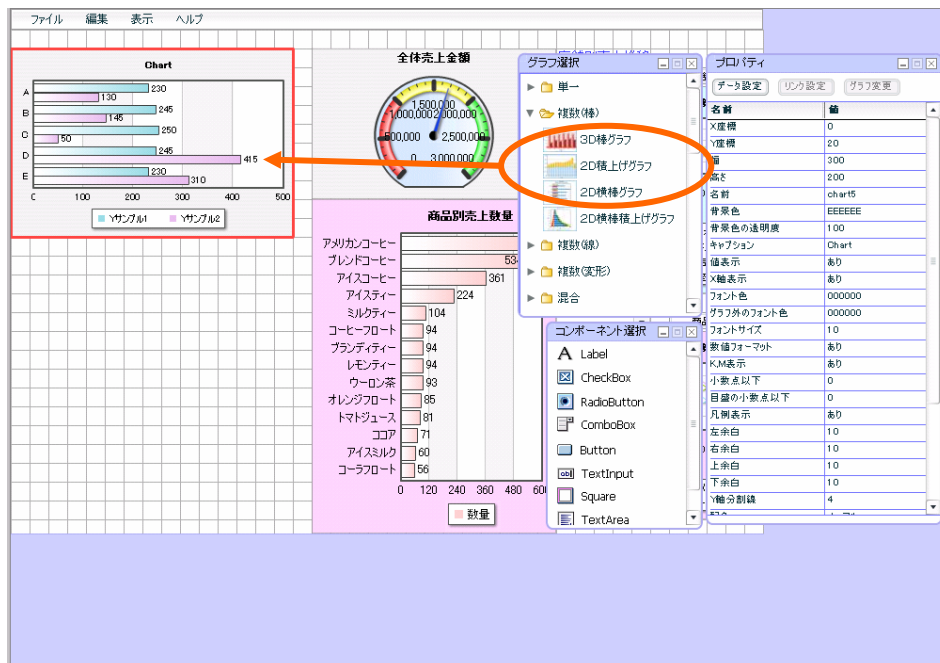 ファイル 編集 表示 ヘルプ
Chart
A 230
130
B 245
145
C 250
50
D 245
415
E 230
310
0 100 200 300 400 500
Yサンプル1 Yサンプル2
全体売上金額
1,500,000
1,000,000 2,000,000
500,000 2,500,000
0 3,000,000
商品別売上数量
アメリカンコーヒー
ブレンドコーヒー
アイスコーヒー 361
アイスティー 224
ミルクティー 104
コーヒーフロート 94
ブランディティー 94
レモンティー 94
ウーロン茶 93
オレンジフロート 85
トマトジュース 81
ココア 71
アイスミルク 60
コーラフロート 56
0 120 240 360 480
数量
グラフ選択
単一
複数(棒)
3D棒グラフ
2D積上げグラフ
2D横棒グラフ
2D横棒積上げグラフ
複数(線)
複数(変形)
混合
コンポーネント選択
Label
CheckBox
RadioButton
ComboBox
Button
TextInput
Square
TextArea
プロパティ
データ設定 リンク設定 グラフ変更
名前 値
X座標 0
Y座標 20
幅 300
高さ 200
名前 chart5
背景色 EEEEEE
背景色の透明度 100
キャプション Chart
値表示 あり
X軸表示 あり
フォント色 000000
グラフ外のフォント色 000000
フォントサイズ 10
数値フォーマット あり
K,M表示 あり
小数点以下 0
目盛の小数点以下 0
凡例表示 あり
左余白 10
右余白 10
上余白 10
下余白 10
Y軸分割線 4